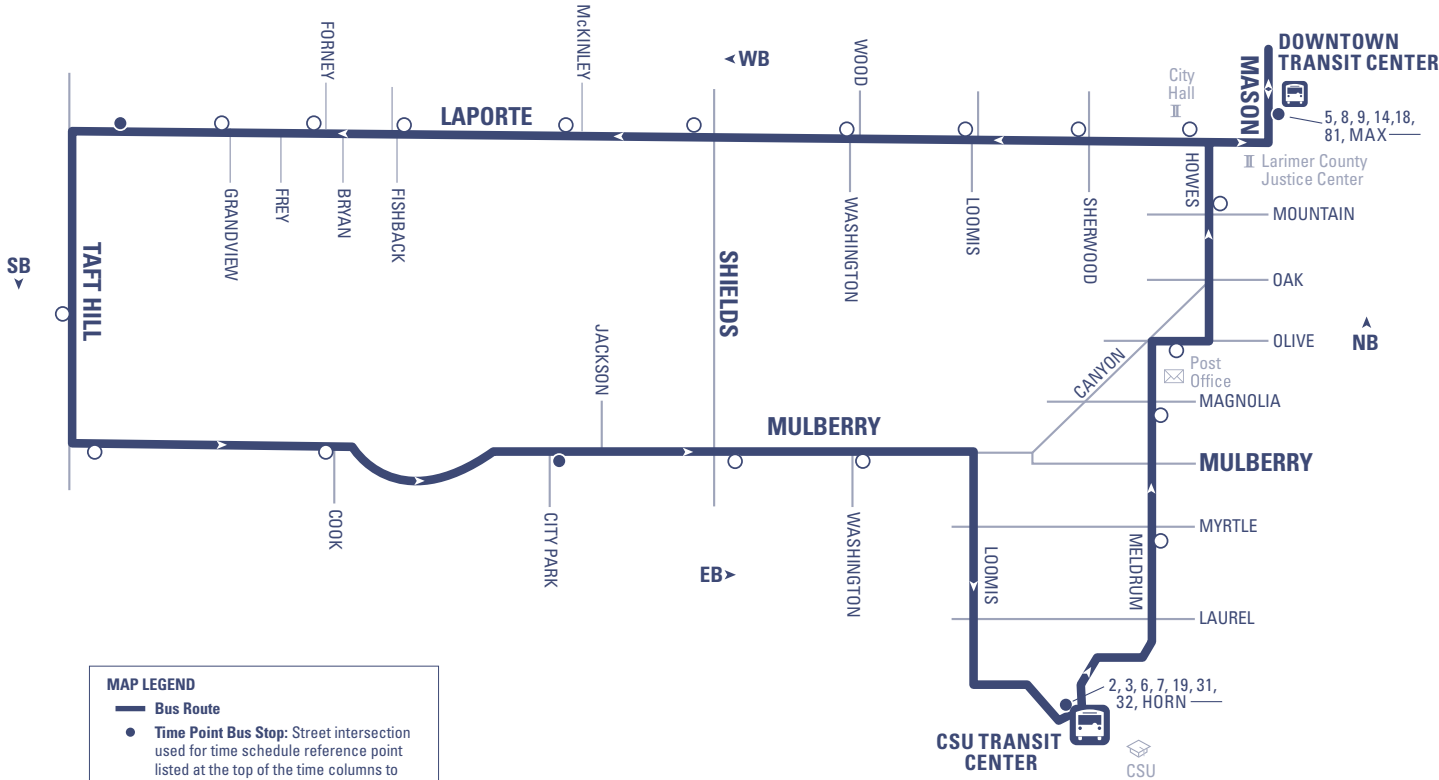 DOWNTOWN
TRANSIT CENTER
MASON
5, 8, 9, 14,18,
81, MAX
City
Hall
Larimer County
Justice Center
WB
FORNEY
McKINLEY
WOOD
LAPORTE
GRANDVIEW
FREY
BRYAN
FISHBACK
SHIELDS
WASHINGTON
LOOMIS
SHERWOOD
HOWES
MOUNTAIN
OAK
OLIVE
NB
SB
TAFT HILL
CANYON
Post
Office
MAGNOLIA
MULBERRY
JACKSON
MULBERRY
COOK
CITY PARK
WASHINGTON
EB
LOOMIS
MELDRUM
MYRTLE
LAUREL
2, 3, 6, 7, 19, 31,
32, HORN
CSU TRANSIT
CENTER
CSU
MAP LEGEND
Bus Route
Time Point Bus Stop: Street intersection
used for time schedule reference point
listed at the top of the time columns to